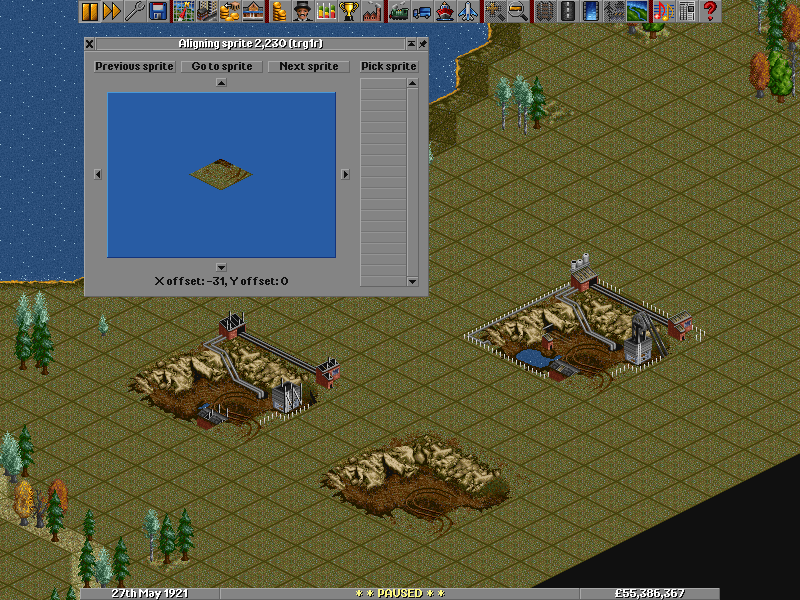 Aligning sprite 2,230 (trg1r)
Previous sprite Go to sprite Next sprite Pick sprite
X offset: -31, Y offset: 0
27th May 1921 * * PAUSED * * £55,386,367